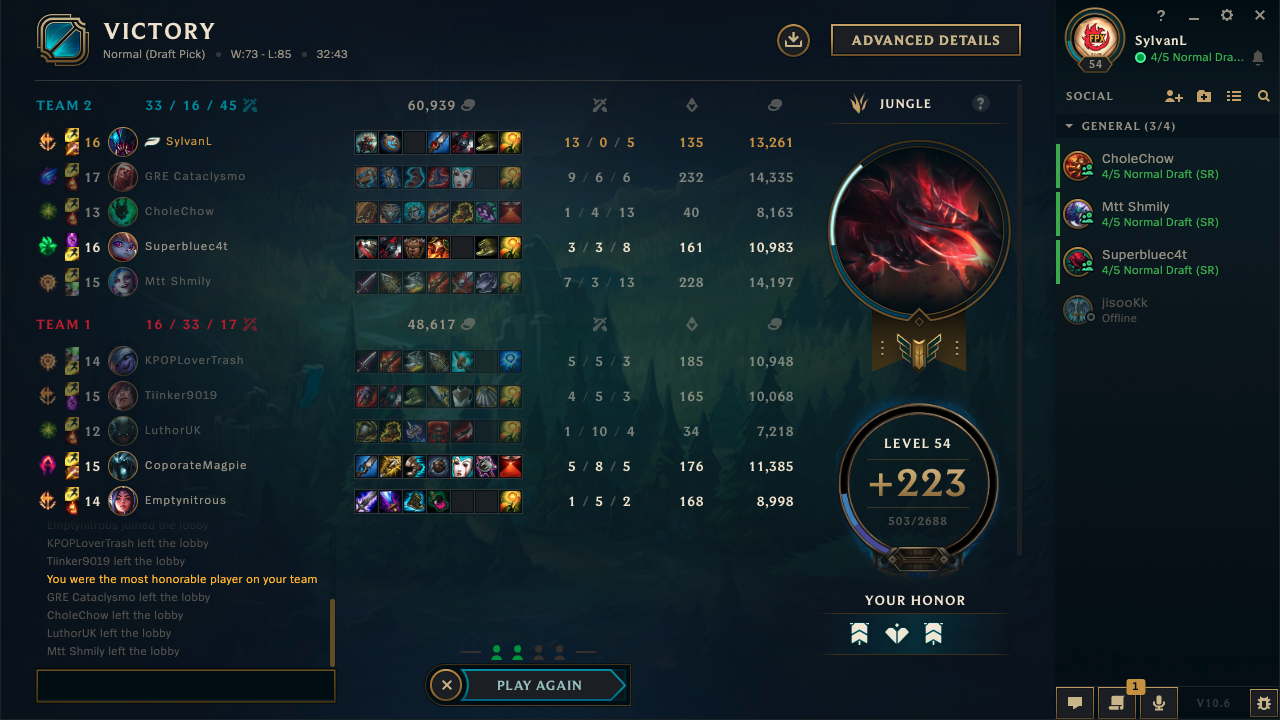 VICTORY
Normal (Draft Pick) • W:73 - L:85 • 32:43
ADVANCED DETAILS
TEAM 2 33 / 16 / 45 60,939
16 SylvanL 13 / 0 / 5 135 13,261
17 GRE Cataclysmo 9 / 6 / 6 232 14,335
13 CholeChow 1 / 4 / 13 40 8,163
16 Superbluec4t 3 / 3 / 8 161 10,983
15 Mtt Shmily 7 / 3 / 13 228 14,197
TEAM 1 16 / 33 / 17 48,617
14 KPOPLoverTrash 5 / 5 / 3 185 10,948
15 Tiinker9019 4 / 5 / 3 165 10,068
12 LuthorUK 1 / 10 / 4 34 7,218
15 CoporateMagpie 5 / 8 / 5 176 11,385
14 Emptynitrous 1 / 5 / 2 168 8,998
Emptynitrous joined the lobby
KPOPLoverTrash left the lobby
Tiinker9019 left the lobby
You were the most honorable player on your team
GRE Cataclysmo left the lobby
CholeChow left the lobby
LuthorUK left the lobby
Mtt Shmily left the lobby
PLAY AGAIN
JUNGLE ?
LEVEL 54
+223
503/2688
YOUR HONOR
?
FPX
54
SylvanL
4/5 Normal Dra...
SOCIAL
GENERAL (3/4)
CholeChow
4/5 Normal Draft (SR)
Mtt Shmily
4/5 Normal Draft (SR)
Superbluec4t
4/5 Normal Draft (SR)
jisooKk
Offline
1
V10.6